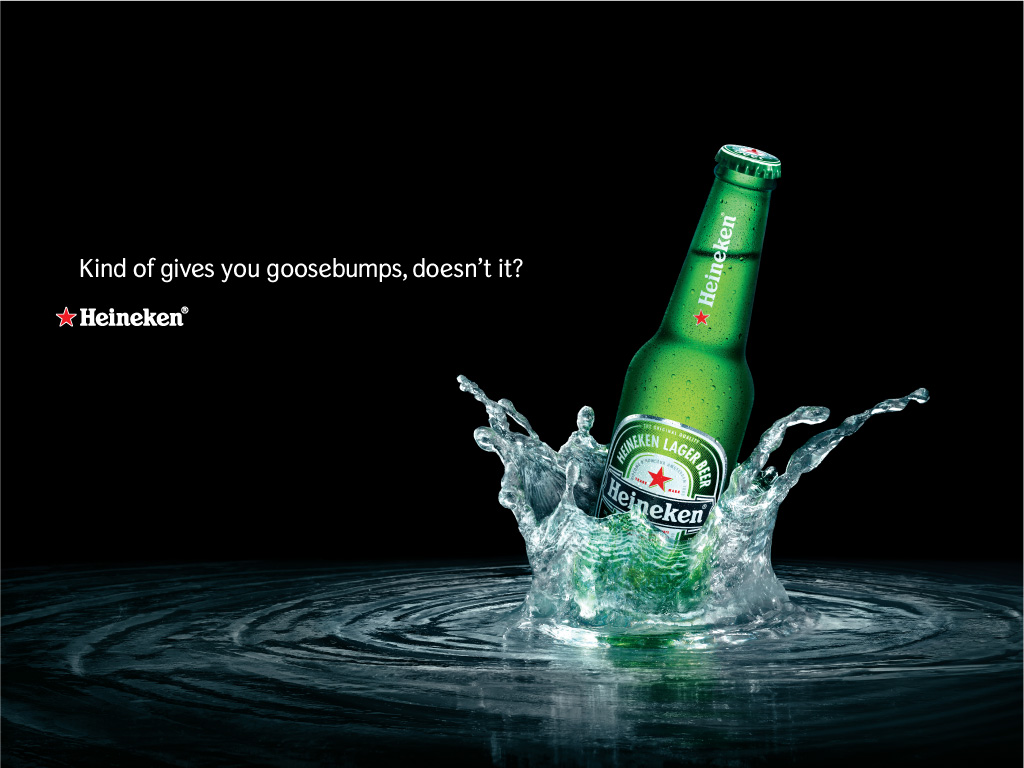 Kind of gives you goosebumps, doesn't it?
Heineken®
Heineken®
HEINEKEN LAGER BEER
Heineken®